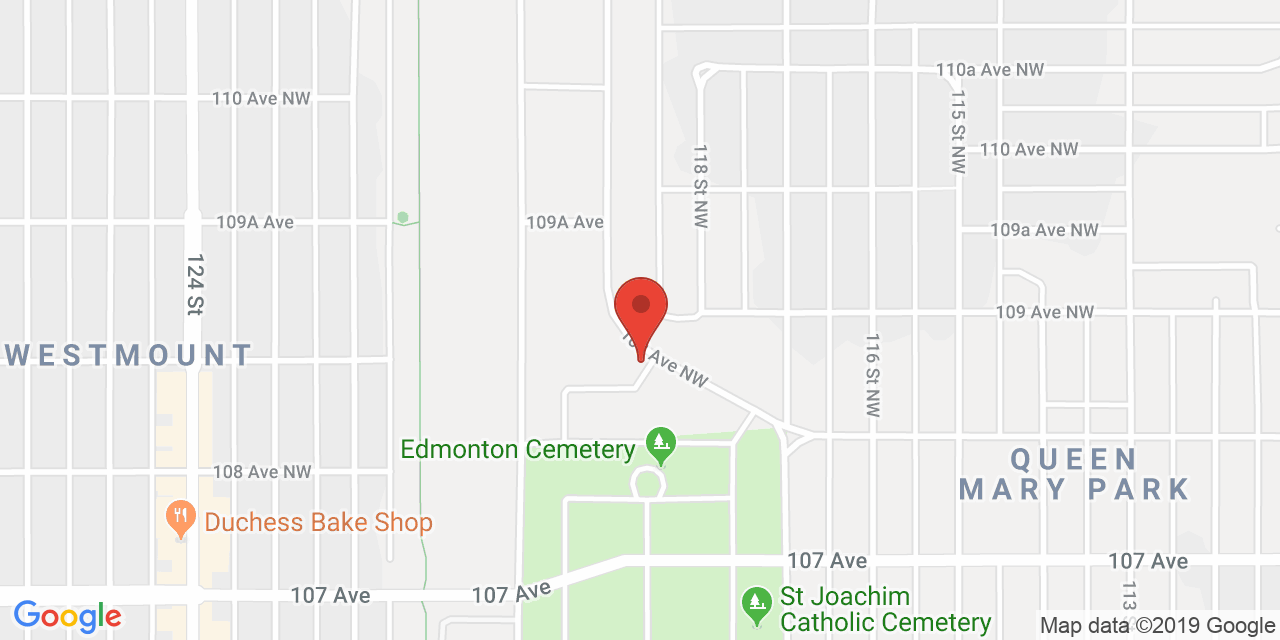 110a Ave NW
110 Ave NW
115 St NW
110 Ave NW
118 St NW
109A Ave
109A Ave
109a Ave NW
124 St
109 Ave NW
WESTMOUNT
Ave NW
116 St NW
Edmonton Cemetery
QUEEN
MARY PARK
108 Ave NW
Duchess Bake Shop
107 Ave
107 Ave
107 Ave
107 Ave
St Joachim
Catholic Cemetery
113 S
Google
Map data ©2019 Google